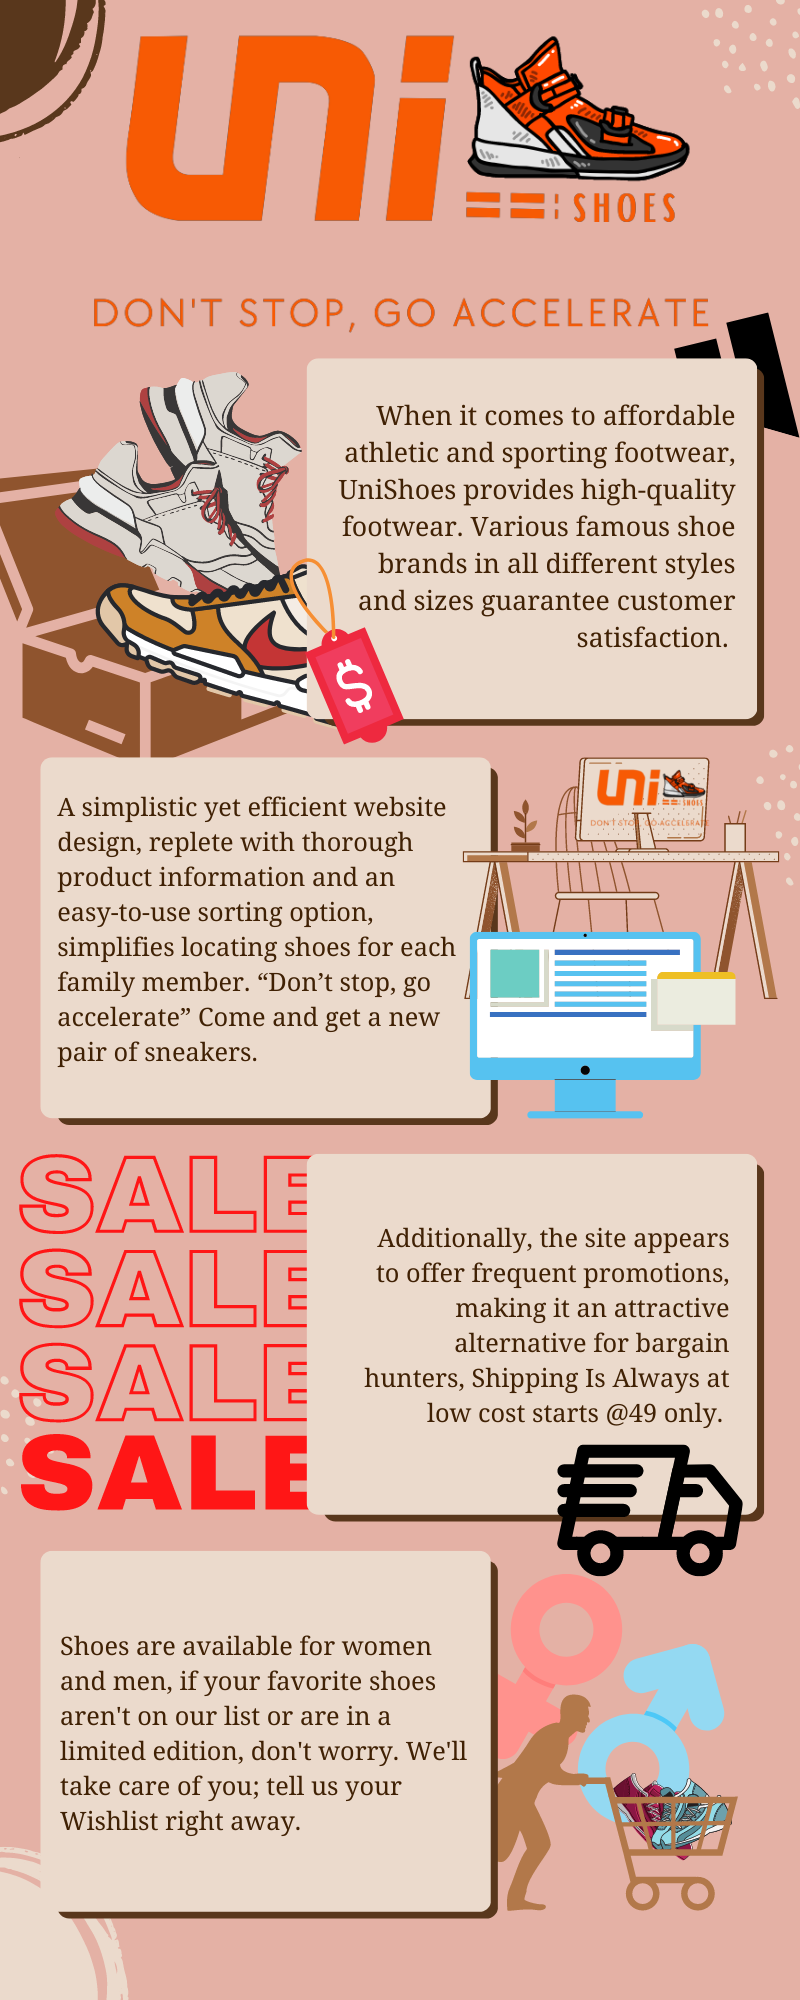 uni
SHOES
DON'T STOP, GO ACCELERATE
When it comes to affordable
athletic and sporting footwear,
UniShoes provides high-quality
footwear. Various famous shoe
brands in all different styles
and sizes guarantee customer
satisfaction.
$
A simplistic yet efficient website
design, replete with thorough
product information and an
easy-to-use sorting option,
simplifies locating shoes for each
family member. “Don’t stop, go
accelerate” Come and get a new
pair of sneakers.
uni
SHOES
DON'T STOP, GO ACCELERATE
SALE
SALE
SALE
SALE
Additionally, the site appears
to offer frequent promotions,
making it an attractive
alternative for bargain
hunters, Shipping Is Always at
low cost starts @49 only.
Shoes are available for women
and men, if your favorite shoes
aren't on our list or are in a
limited edition, don't worry. We'll
take care of you; tell us your
Wishlist right away.